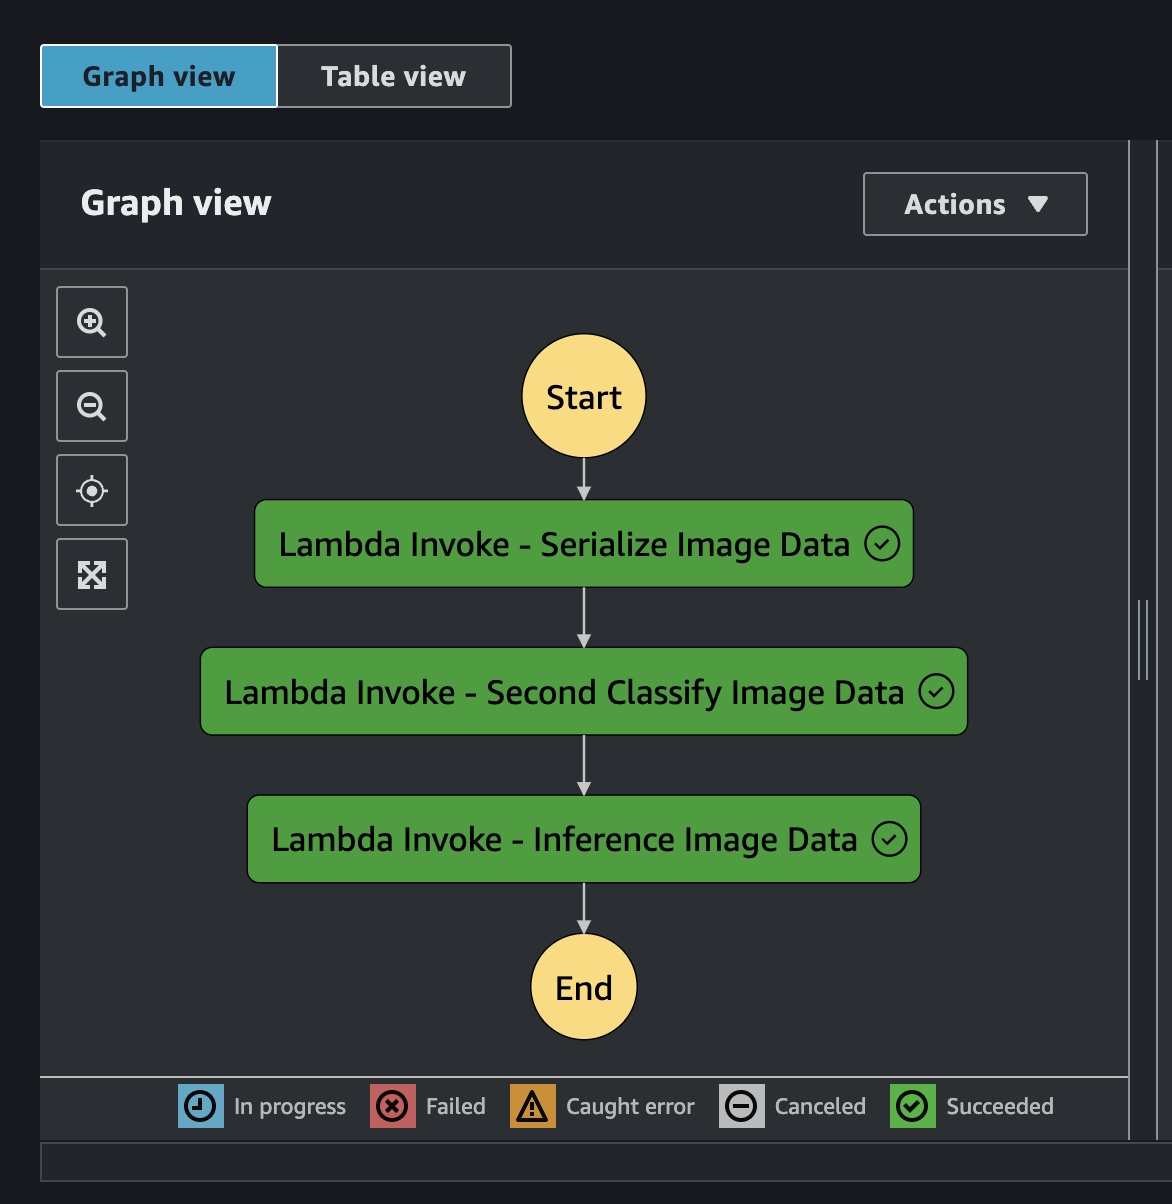 Graph view
Table view
Graph view
Actions
Start
Lambda Invoke - Serialize Image Data
Lambda Invoke - Second Classify Image Data
Lambda Invoke - Inference Image Data
End
In progress
Failed
Caught error
Canceled
Succeeded